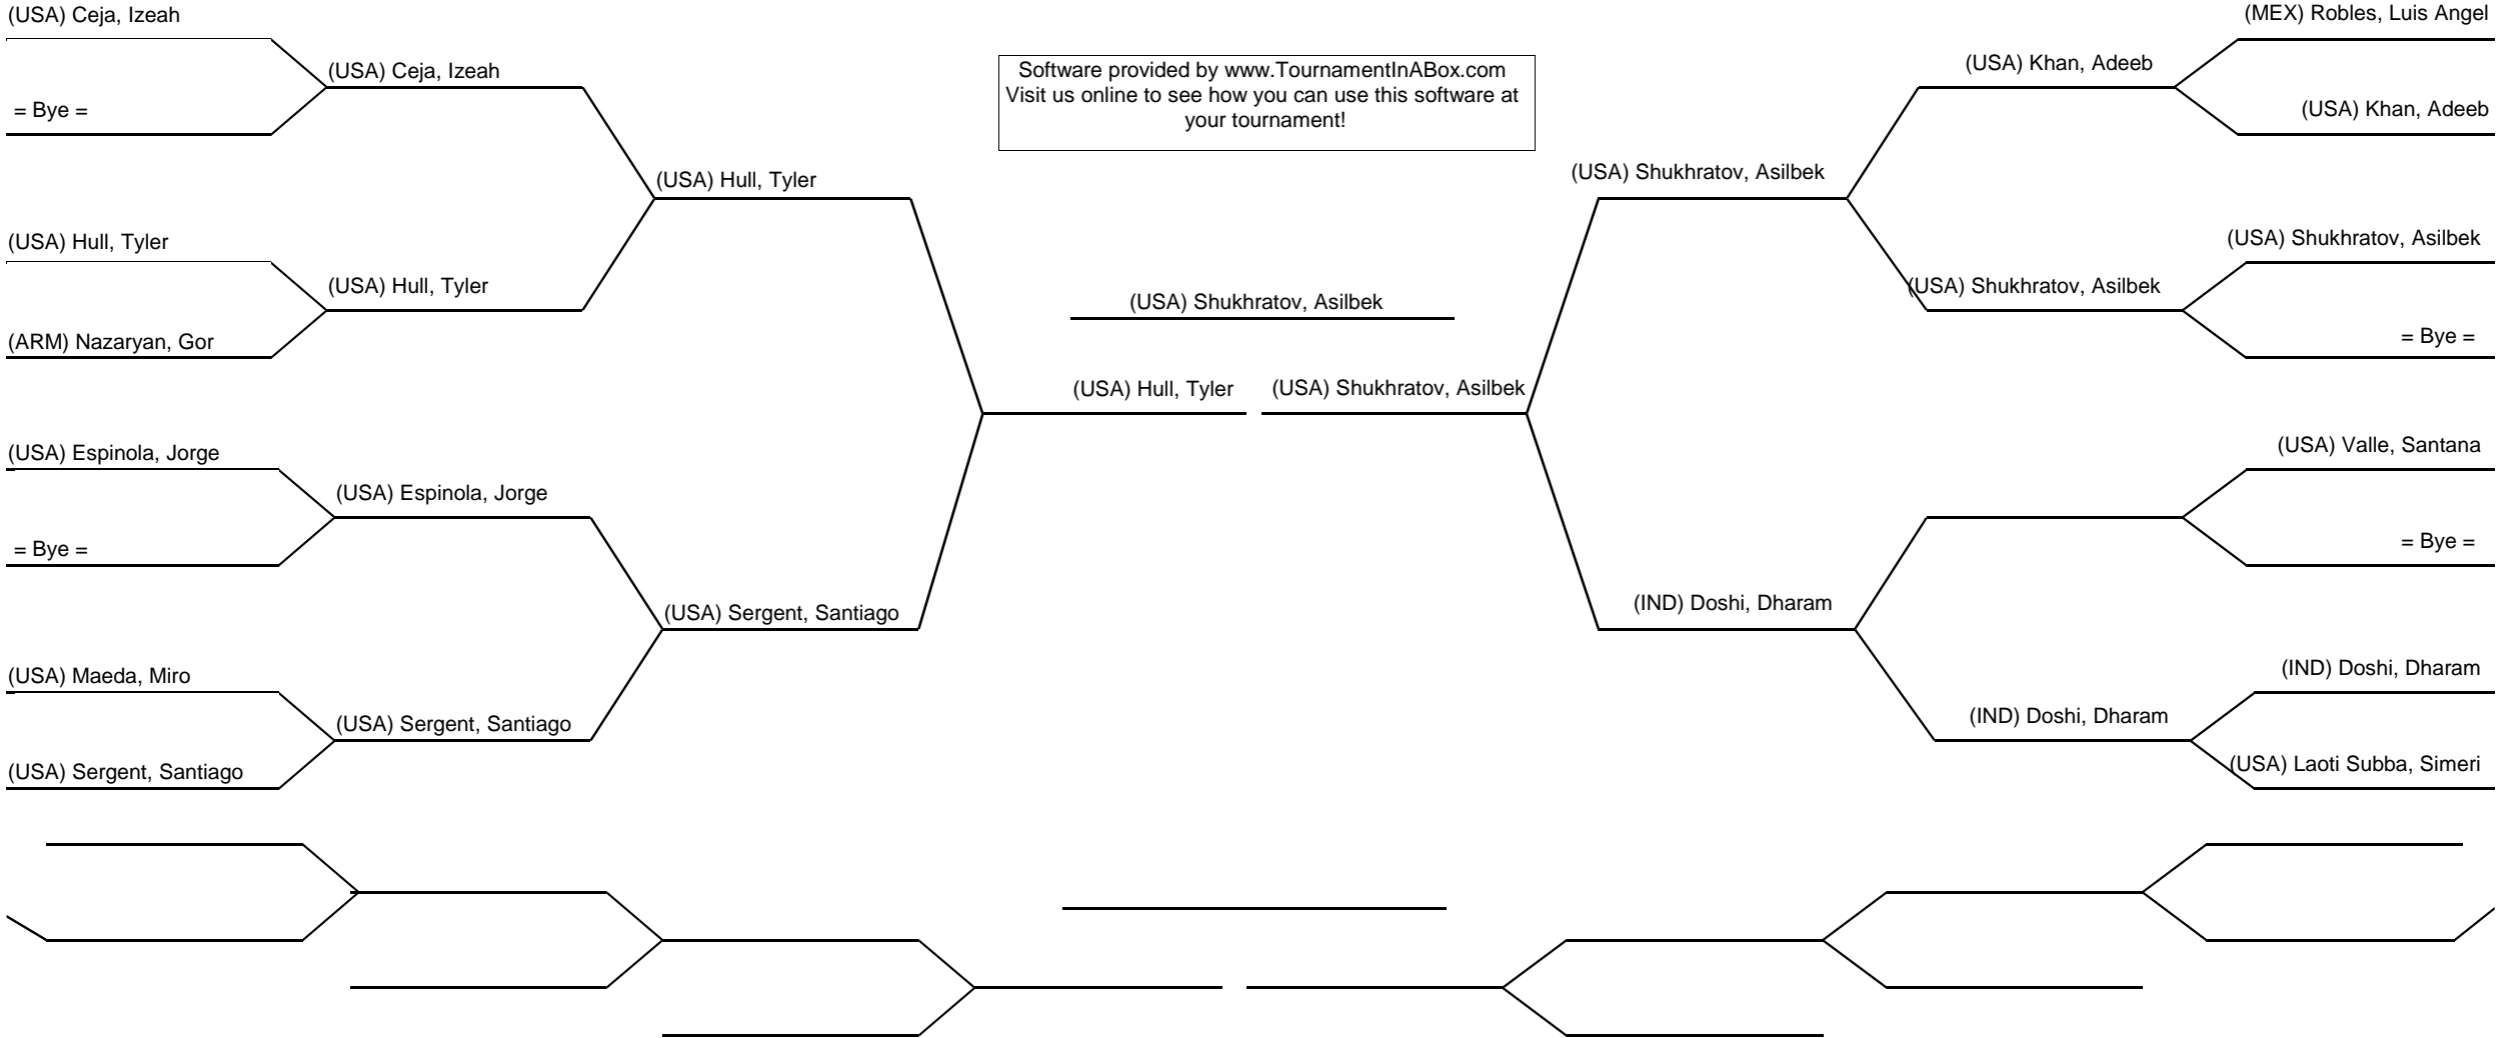 (USA) Ceja, Izeah
(MEX) Robles, Luis Angel
(USA) Ceja, Izeah
Software provided by www.TournamentInABox.com
Visit us online to see how you can use this software at
your tournament!
(USA) Khan, Adeeb
= Bye =
(USA) Khan, Adeeb
(USA) Hull, Tyler
(USA) Shukhratov, Asilbek
(USA) Hull, Tyler
(USA) Shukhratov, Asilbek
(USA) Hull, Tyler
(USA) Shukhratov, Asilbek
(USA) Shukhratov, Asilbek
(ARM) Nazaryan, Gor
= Bye =
(USA) Hull, Tyler
(USA) Shukhratov, Asilbek
(USA) Espinola, Jorge
(USA) Valle, Santana
(USA) Espinola, Jorge
= Bye =
= Bye =
(USA) Sergent, Santiago
(IND) Doshi, Dharam
(USA) Maeda, Miro
(IND) Doshi, Dharam
(USA) Sergent, Santiago
(IND) Doshi, Dharam
(USA) Sergent, Santiago
(USA) Laoti Subba, Simeri